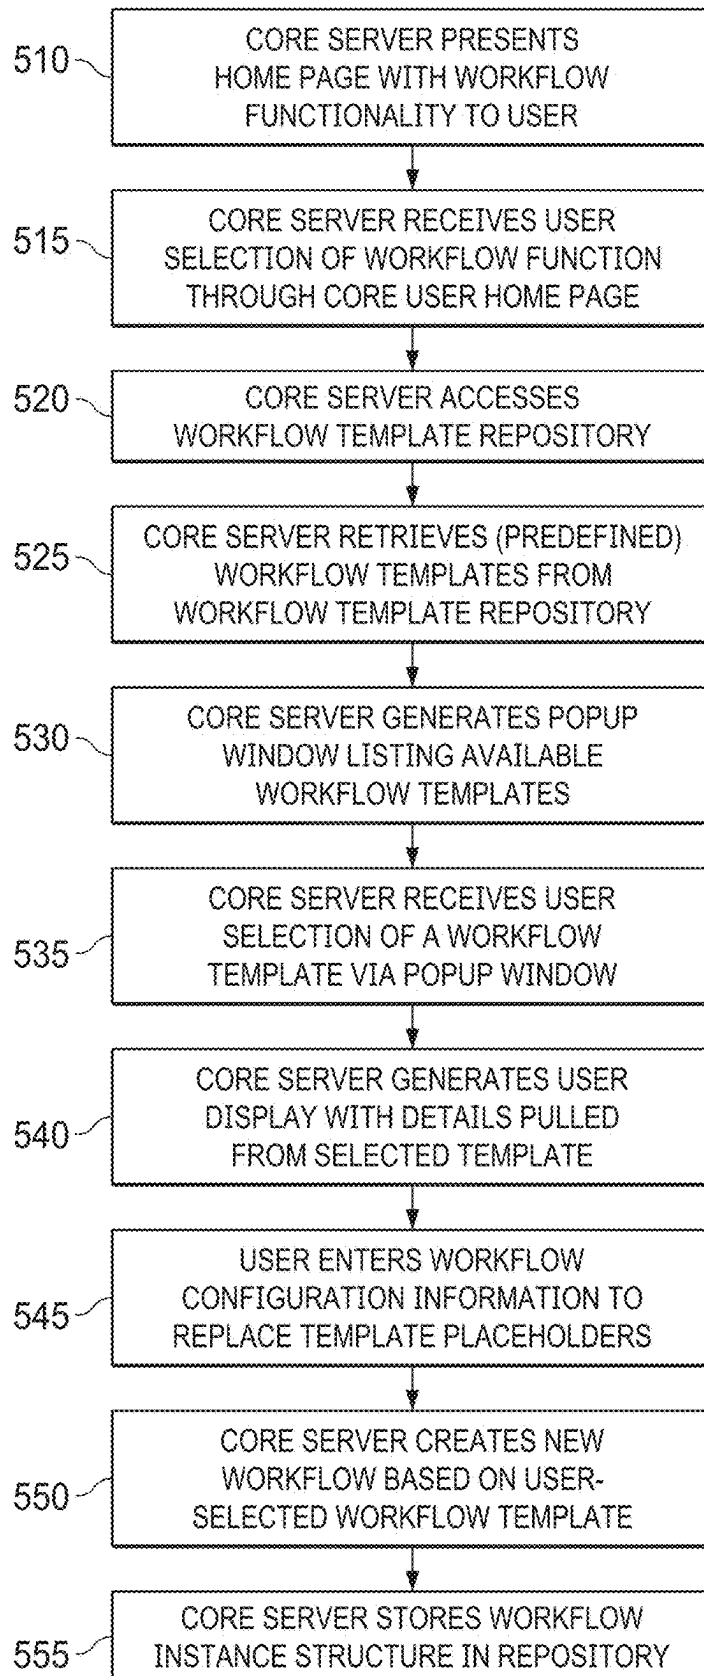 510
CORE SERVER PRESENTS
HOME PAGE WITH WORKFLOW
FUNCTIONALITY TO USER
515
CORE SERVER RECEIVES USER
SELECTION OF WORKFLOW FUNCTION
THROUGH CORE USER HOME PAGE
520
CORE SERVER ACCESSES
WORKFLOW TEMPLATE REPOSITORY
525
CORE SERVER RETRIEVES (PREDEFINED)
WORKFLOW TEMPLATES FROM
WORKFLOW TEMPLATE REPOSITORY
530
CORE SERVER GENERATES POPUP
WINDOW LISTING AVAILABLE
WORKFLOW TEMPLATES
535
CORE SERVER RECEIVES USER
SELECTION OF A WORKFLOW
TEMPLATE VIA POPUP WINDOW
540
CORE SERVER GENERATES USER
DISPLAY WITH DETAILS PULLED
FROM SELECTED TEMPLATE
545
USER ENTERS WORKFLOW
CONFIGURATION INFORMATION TO
REPLACE TEMPLATE PLACEHOLDERS
550
CORE SERVER CREATES NEW
WORKFLOW BASED ON USER-
SELECTED WORKFLOW TEMPLATE
555
CORE SERVER STORES WORKFLOW
INSTANCE STRUCTURE IN REPOSITORY